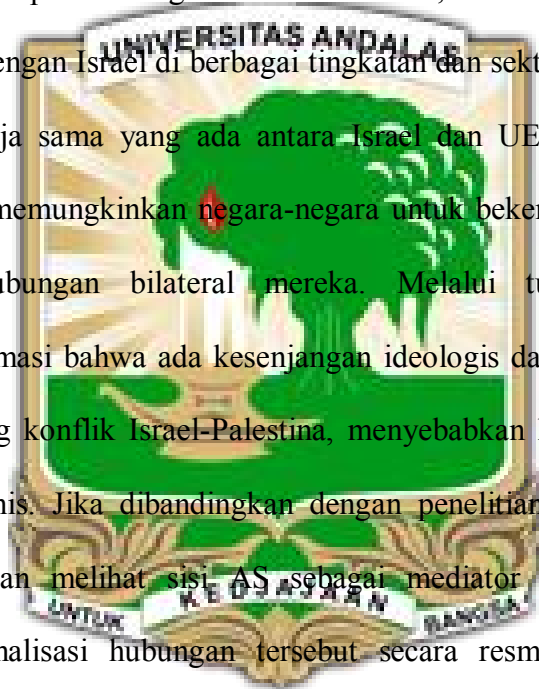 UNIVERSITAS ANDALAS
engan Israel di berbagai tingkatan dan sekt
ja sama yang ada antara Israel dan UE
memungkinkan negara-negara untuk beker
ubungan bilateral mereka. Melalui tu
masi bahwa ada kesenjangan ideologis da
g konflik Israel-Palestina, menyebabkan
nis. Jika dibandingkan dengan penelitian
an melihat sisi AS sebagai mediator
UNTUK KEDJAJAAN BANGSA
nalisasi hubungan tersebut secara resm